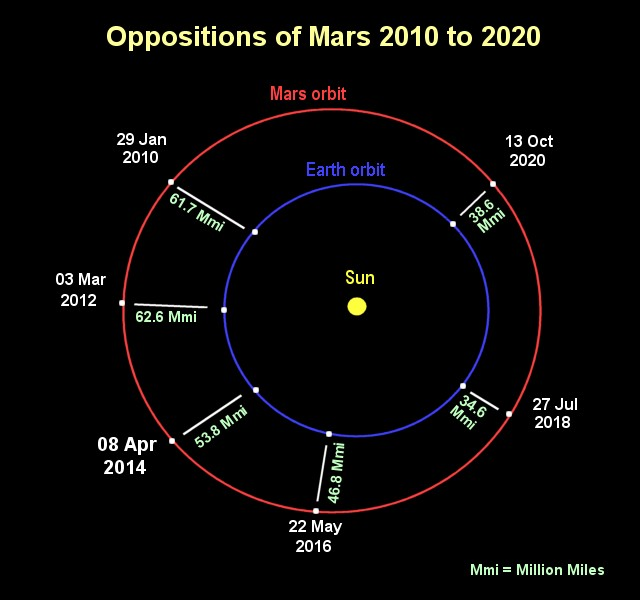 Oppositions of Mars 2010 to 2020
Mars orbit
29 Jan
2010
13 Oct
2020
Earth orbit
61.7 Mmi
38.6
Mmi
03 Mar
2012
62.6 Mmi
Sun
53.8 Mmi
34.6
Mmi
27 Jul
2018
08 Apr
2014
46.8 Mmi
22 May
2016
Mmi = Million Miles